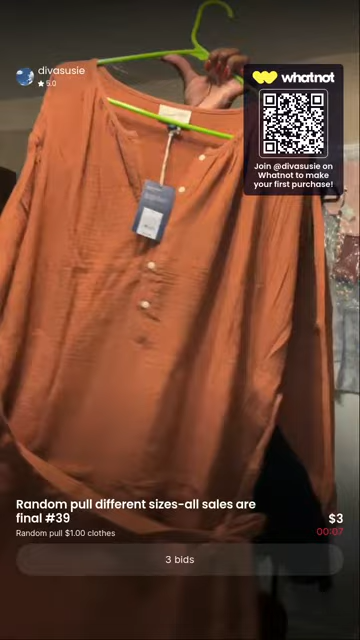 divasusie
★ 5.0
whatnot
Join @divasusie on
Whatnot to make
your first purchase!
Random pull different sizes-all sales are
final #39
$3
Random pull $1.00 clothes
00:07
3 bids